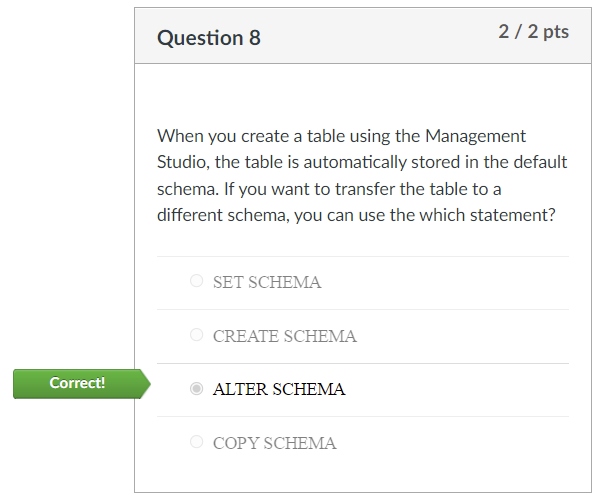 Question 8
2 / 2 pts
When you create a table using the Management
Studio, the table is automatically stored in the default
schema. If you want to transfer the table to a
different schema, you can use the which statement?
SET SCHEMA
CREATE SCHEMA
Correct!
ALTER SCHEMA
COPY SCHEMA